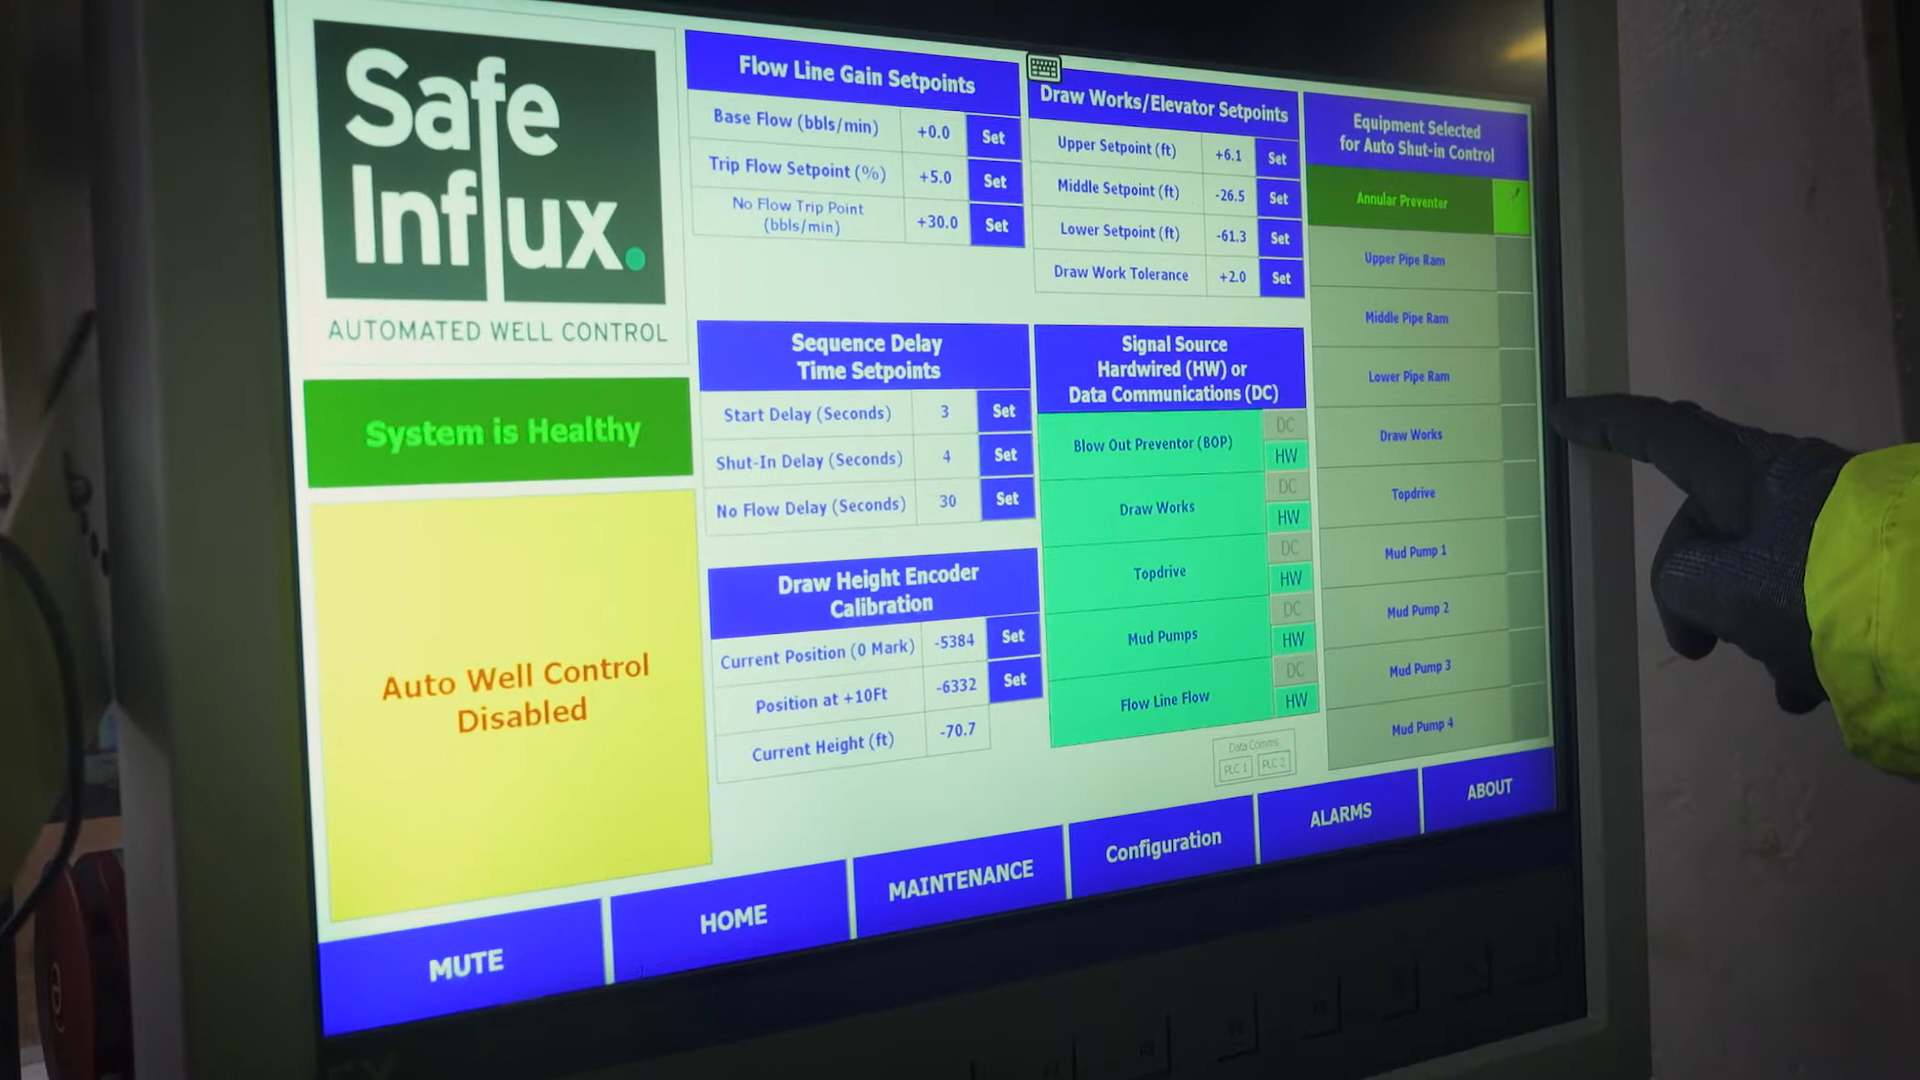 Safe
Influx.
AUTOMATED WELL CONTROL
System is Healthy
Auto Well Control
Disabled
Flow Line Gain Setpoints
Base Flow (bbls/min) +0.0 Set
Trip Flow Setpoint (%) +5.0 Set
No Flow Trip Point
(bbls/min) +30.0 Set
Sequence Delay
Time Setpoints
Start Delay (Seconds) 3 Set
Shut-In Delay (Seconds) 4 Set
No Flow Delay (Seconds) 30 Set
Draw Height Encoder
Calibration
Current Position (0 Mark) -5384 Set
Position at +10Ft -6332 Set
Current Height (ft) -70.7
Draw Works/Elevator Setpoints
Upper Setpoint (ft) +6.1 Set
Middle Setpoint (ft) -26.5 Set
Lower Setpoint (ft) -61.3 Set
Draw Work Tolerance +2.0 Set
Signal Source
Hardwired (HW) or
Data Communications (DC)
Blow Out Preventor (BOP) DC HW
Draw Works DC HW
Topdrive DC HW
Mud Pumps DC HW
Flow Line Flow DC HW
Data Comms
PLC 1 PLC 2
Equipment Selected
for Auto Shut-in Control
Annular Preventer
Upper Pipe Ram
Middle Pipe Ram
Lower Pipe Ram
Draw Works
Topdrive
Mud Pump 1
Mud Pump 2
Mud Pump 3
Mud Pump 4
MUTE
HOME
MAINTENANCE
Configuration
ALARMS
ABOUT